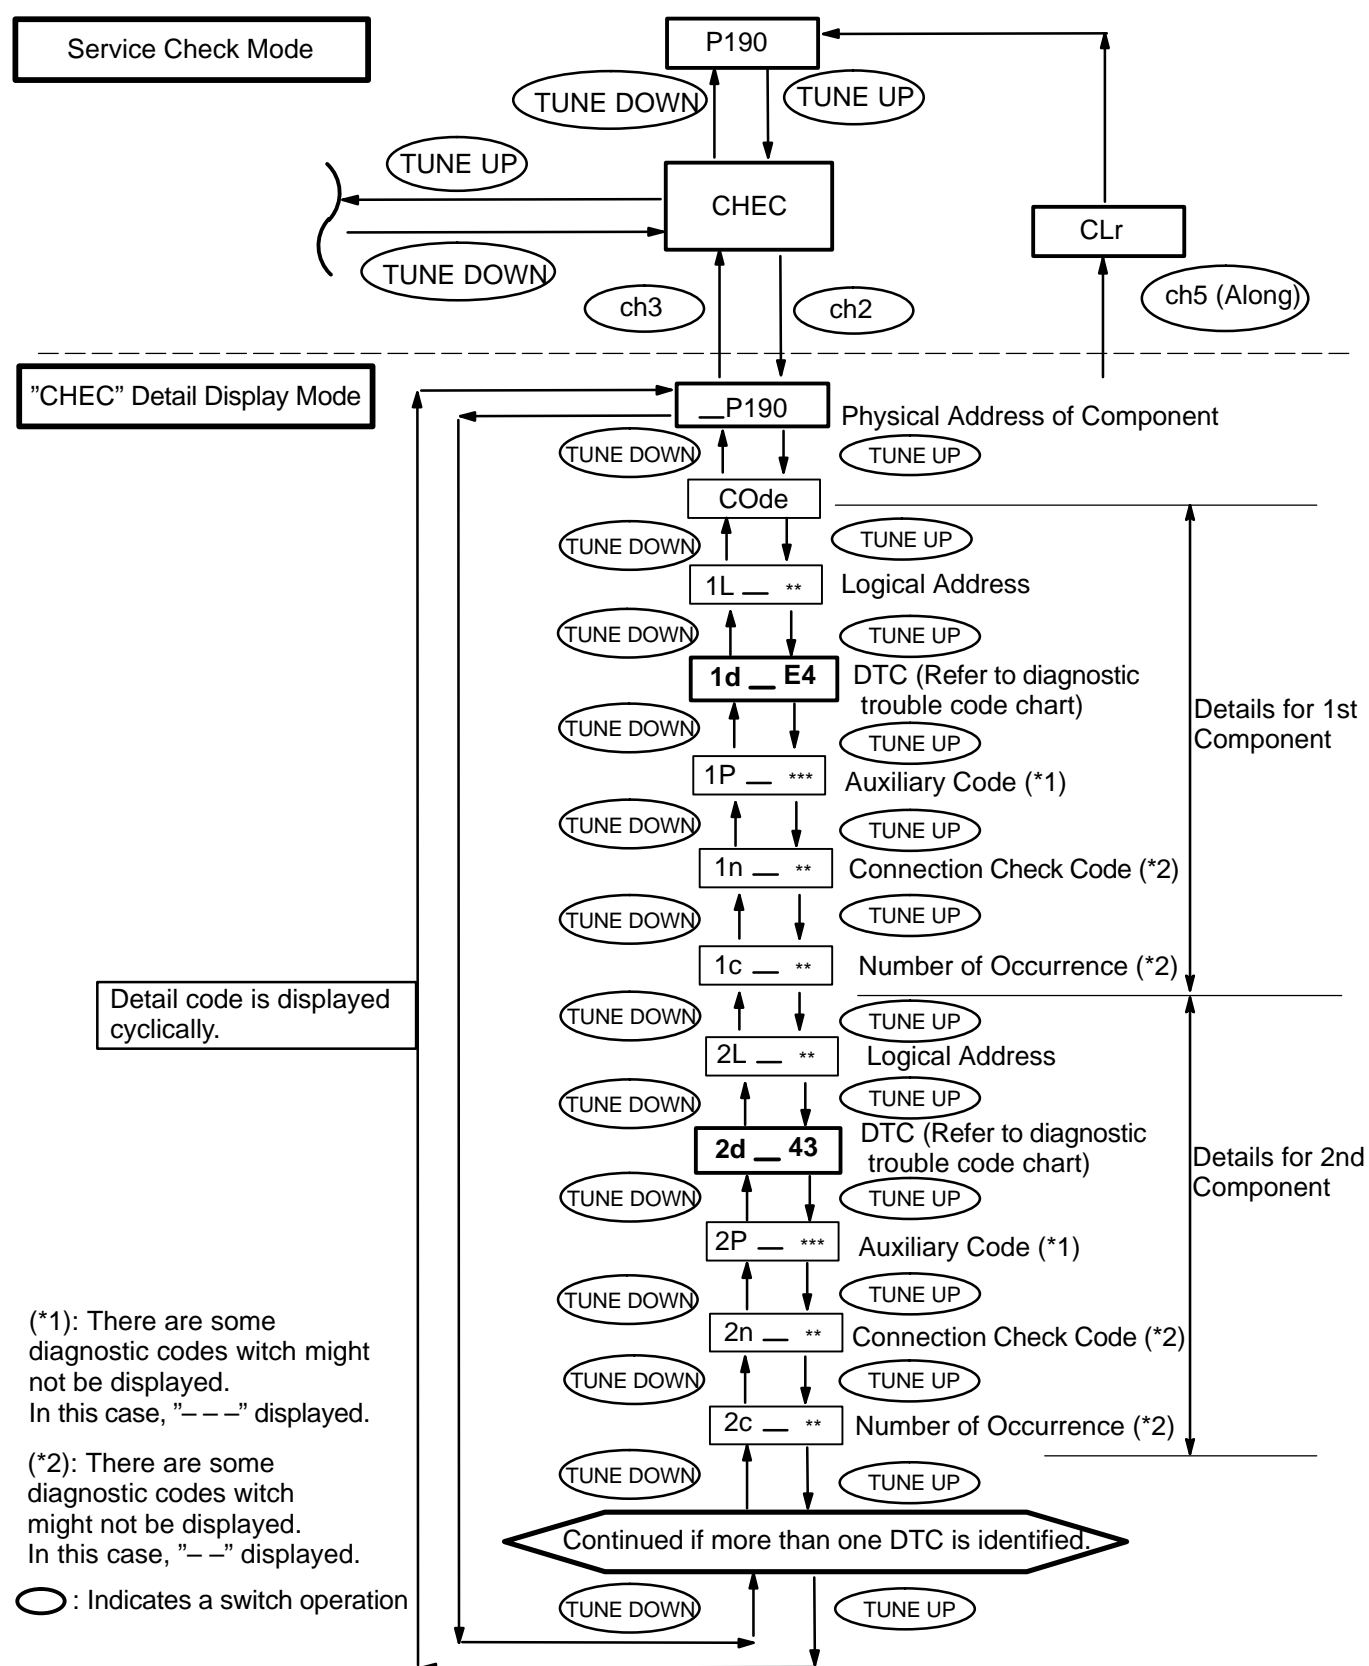 Service Check Mode
P190
TUNE DOWN
TUNE UP
TUNE UP
CHEC
CLr
TUNE DOWN
ch3
ch2
ch5 (Along)
”CHEC” Detail Display Mode
_P190
Physical Address of Component
TUNE DOWN
TUNE UP
COde
TUNE DOWN
TUNE UP
1L _ **
Logical Address
TUNE DOWN
TUNE UP
1d _ E4
DTC (Refer to diagnostic
trouble code chart)
Details for 1st
Component
TUNE DOWN
TUNE UP
1P _ ***
Auxiliary Code (*1)
TUNE DOWN
TUNE UP
1n _ **
Connection Check Code (*2)
TUNE DOWN
TUNE UP
1c _ **
Number of Occurrence (*2)
Detail code is displayed
cyclically.
TUNE DOWN
TUNE UP
2L _ **
Logical Address
TUNE DOWN
TUNE UP
2d _ 43
DTC (Refer to diagnostic
trouble code chart)
Details for 2nd
Component
TUNE DOWN
TUNE UP
2P _ ***
Auxiliary Code (*1)
TUNE DOWN
TUNE UP
2n _ **
Connection Check Code (*2)
TUNE DOWN
TUNE UP
2c _ **
Number of Occurrence (*2)
TUNE DOWN
TUNE UP
Continued if more than one DTC is identified.
TUNE DOWN
TUNE UP
(*1): There are some
diagnostic codes witch might
not be displayed.
In this case, ”– – –” displayed.
(*2): There are some
diagnostic codes witch
might not be displayed.
In this case, ”– –” displayed.
: Indicates a switch operation